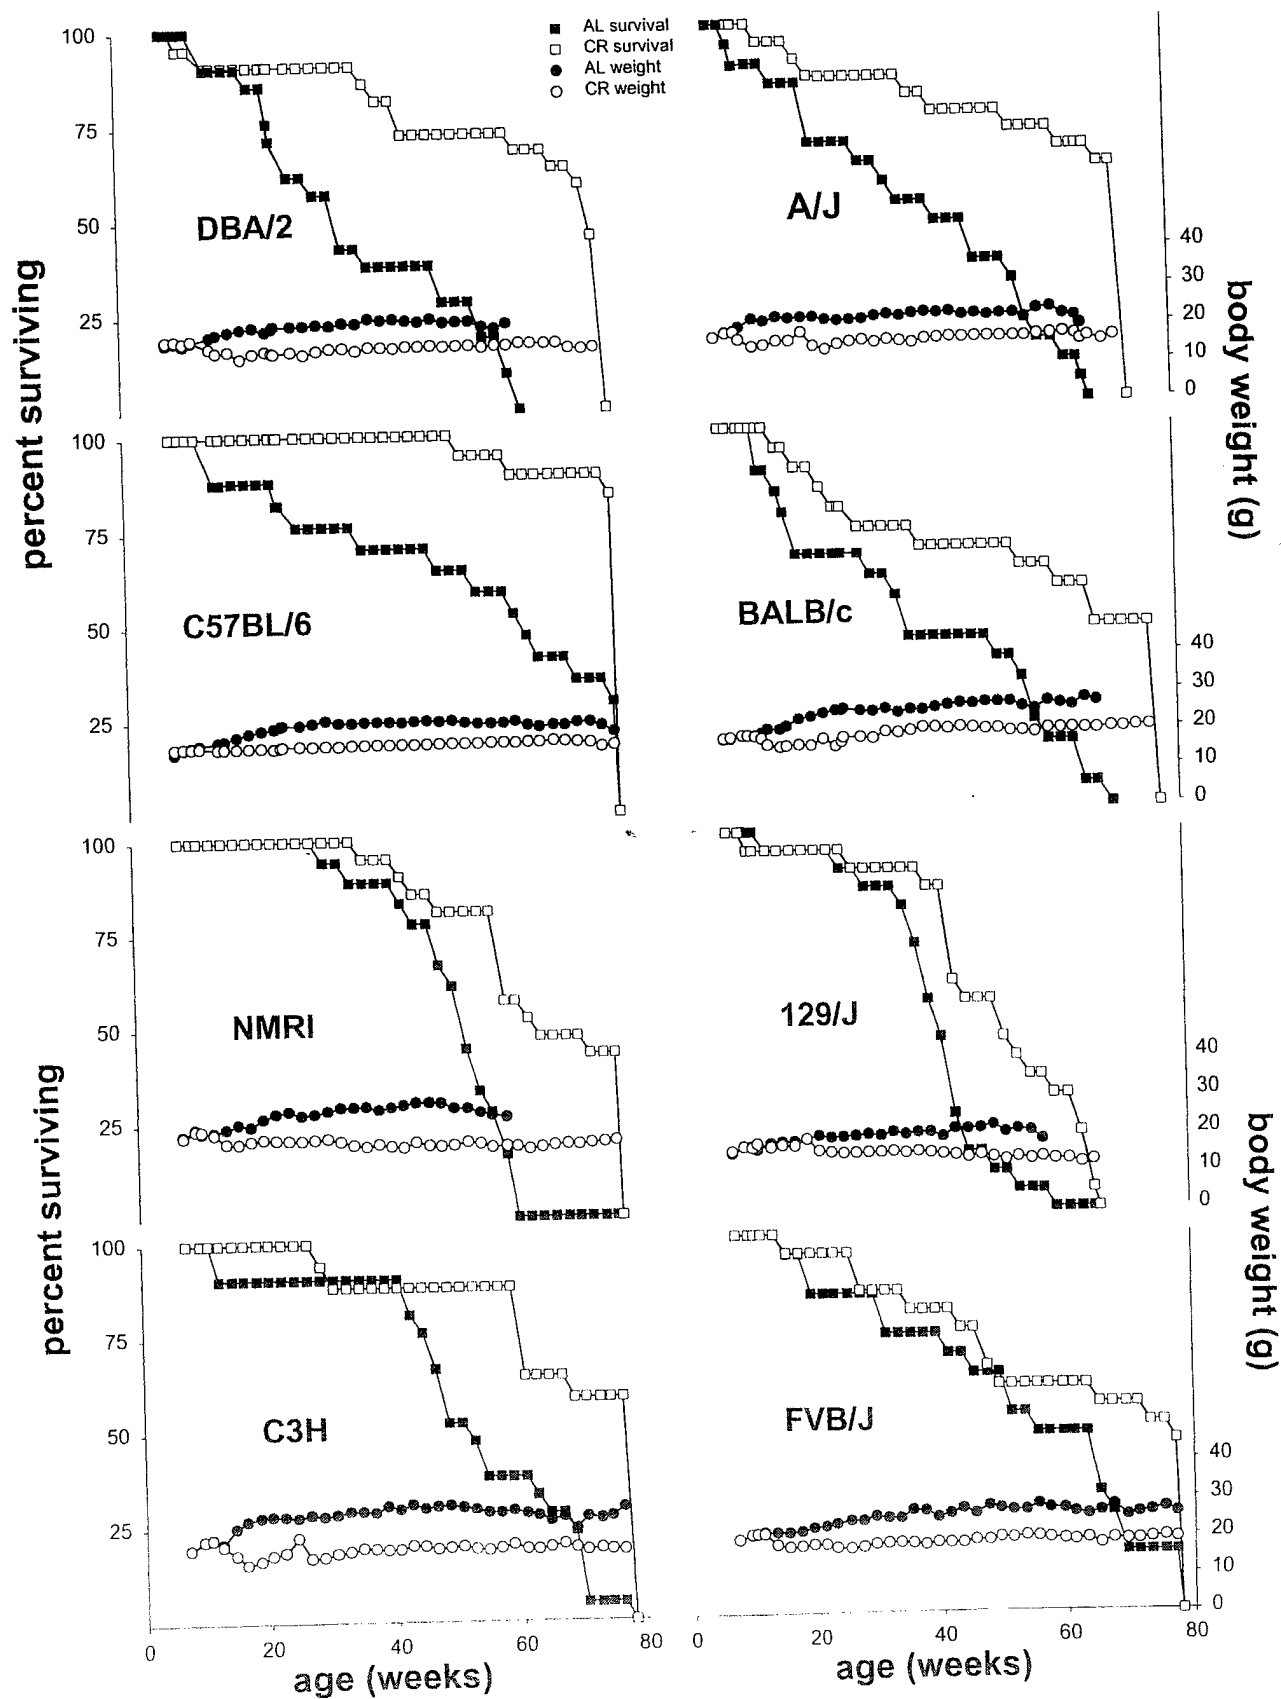 AL survival
CR survival
AL weight
CR weight
100
75
50
25
DBA/2
A/J
40
30
20
10
0
percent surviving
body weight (g)
100
75
50
25
C57BL/6
BALB/c
40
30
20
10
0
100
75
50
25
NMRI
129/J
40
30
20
10
0
percent surviving
body weight (g)
100
75
50
25
C3H
FVB/J
40
30
20
10
0
0
20
40
60
80
0
20
40
60
80
age (weeks)
age (weeks)